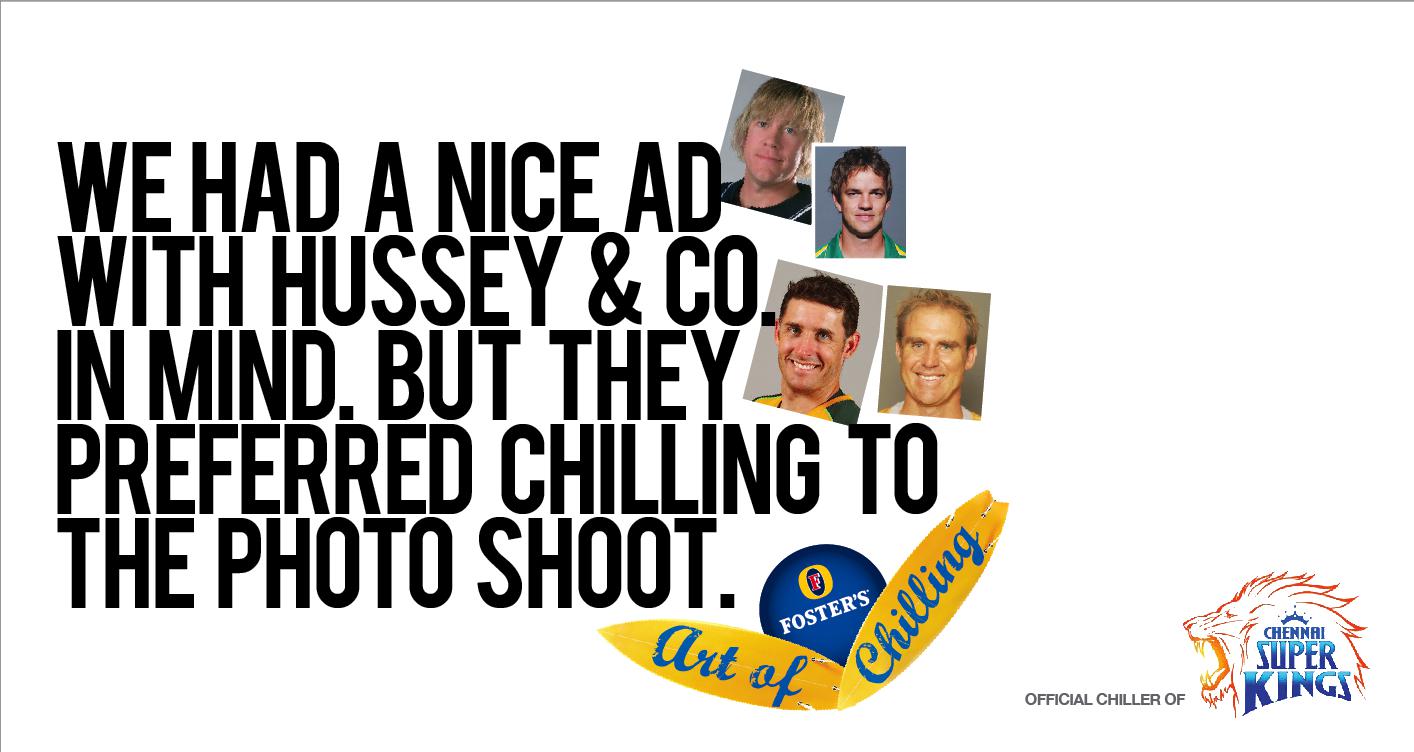 WE HAD A NICE AD
WITH HUSSEY & CO.
IN MIND. BUT THEY
PREFERRED CHILLING TO
THE PHOTO SHOOT.
F
FOSTER'S
Art of Chilling
OFFICIAL CHILLER OF
CHENNAI
SUPER
KINGS